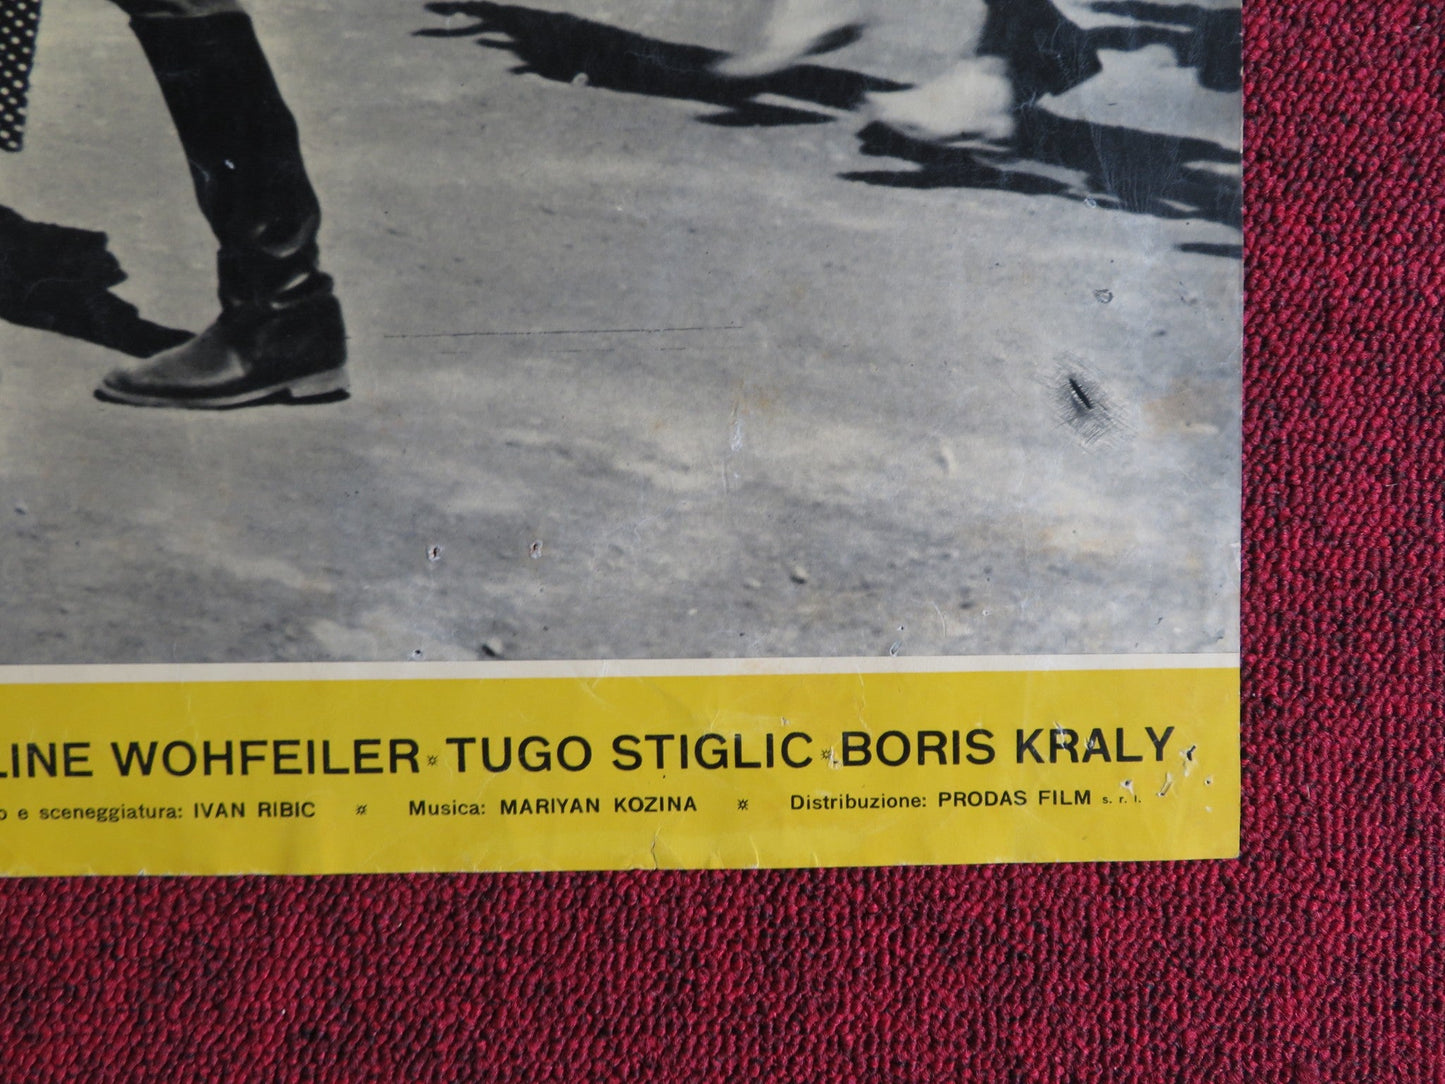 LINE WOHFEILER ☼ TUGO STIGLIC ☼ BORIS KRALY
o e sceneggiatura: IVAN RIBIC ☼ Musica: MARIYAN KOZINA ☼ Distribuzione: PRODAS FILM s. r. l.